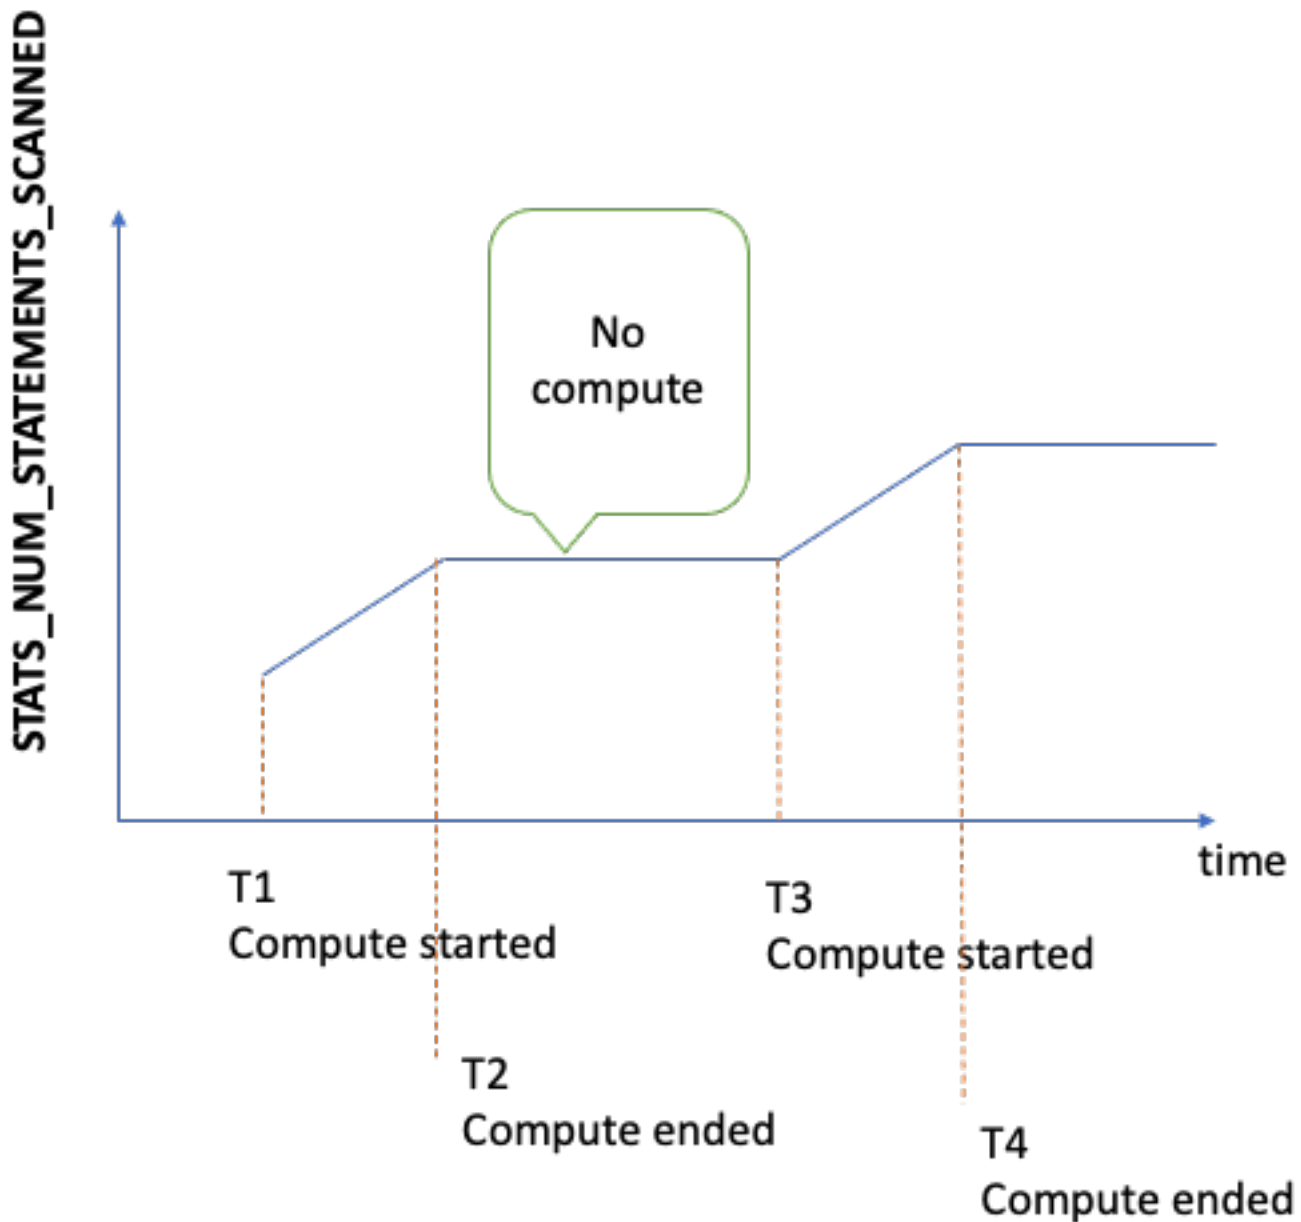 STATS_NUM_STATEMENTS_SCANNED
No
compute
time
T1
Compute started
T3
Compute started
T2
Compute ended
T4
Compute ended